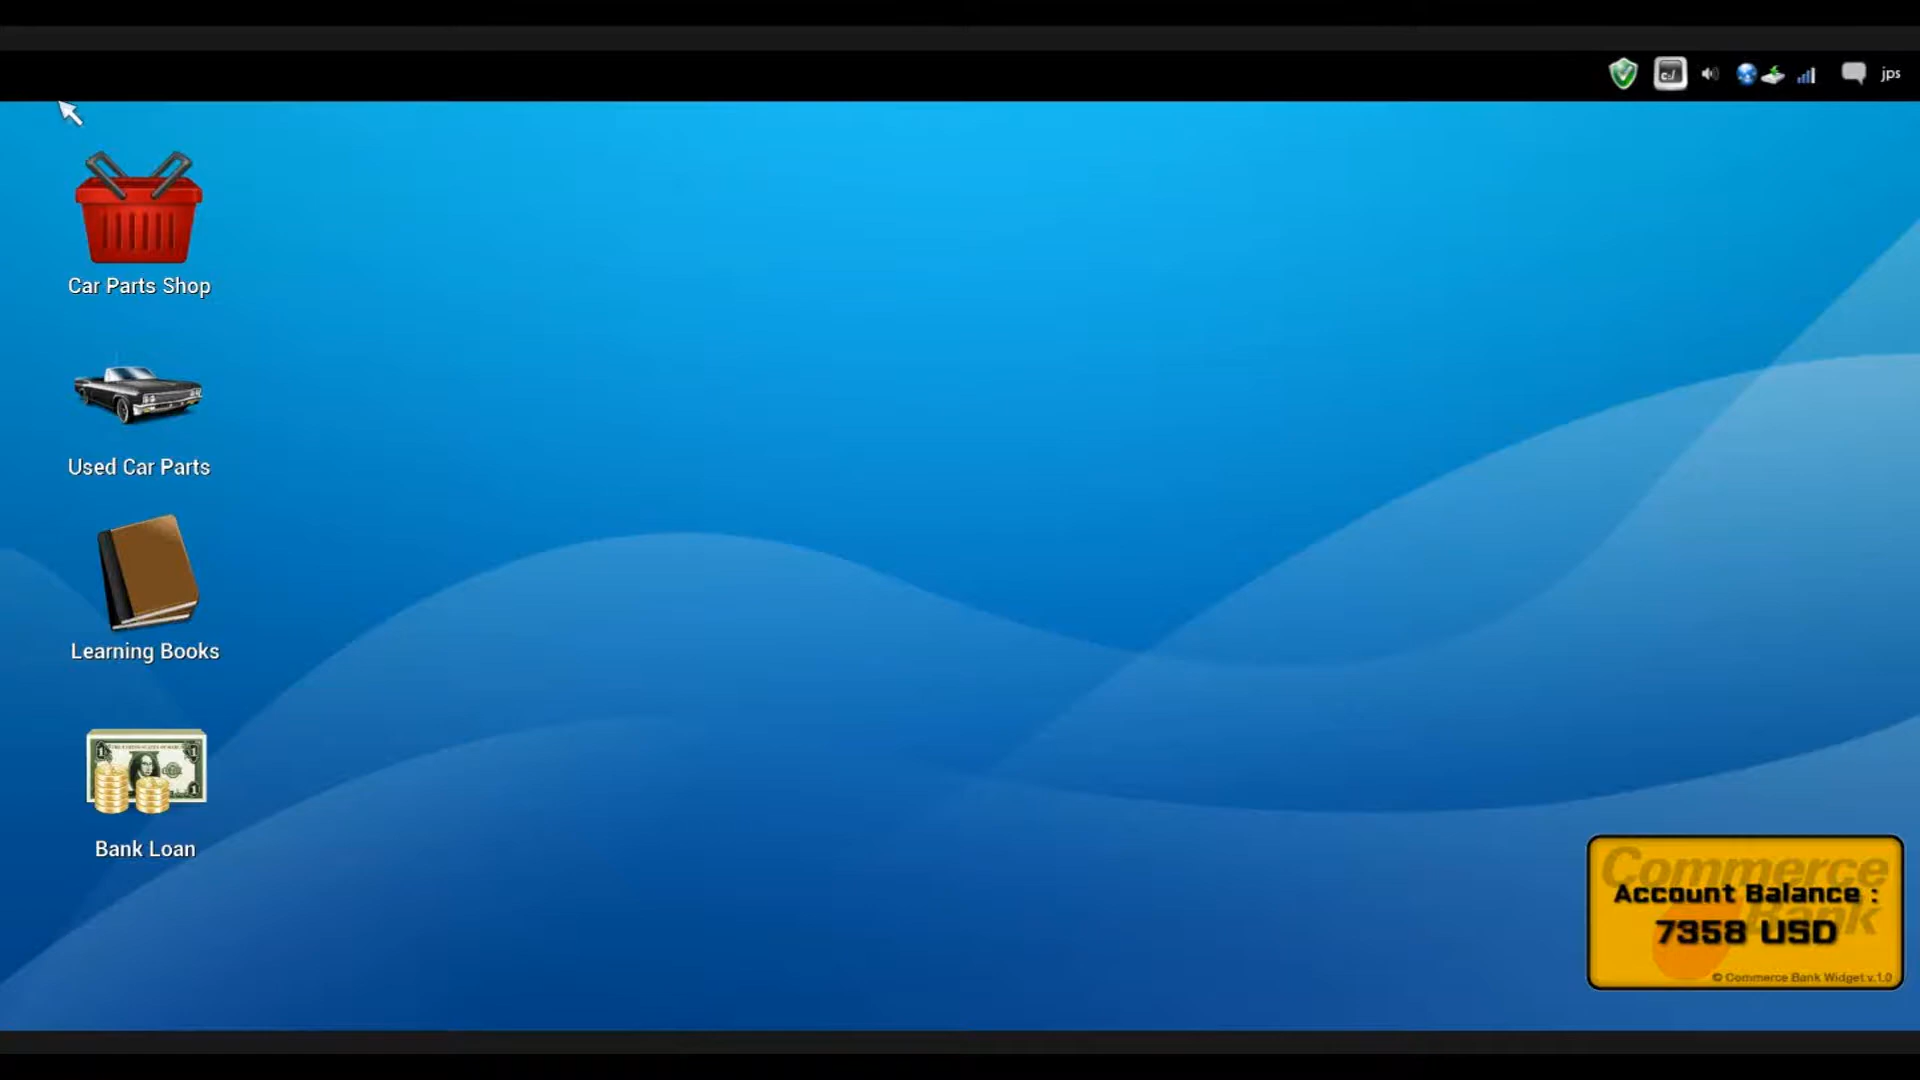 c:/
jps
Car Parts Shop
Used Car Parts
Learning Books
Bank Loan
Commerce
Bank
Account Balance :
7358 USD
© Commerce Bank Widget v.1.0